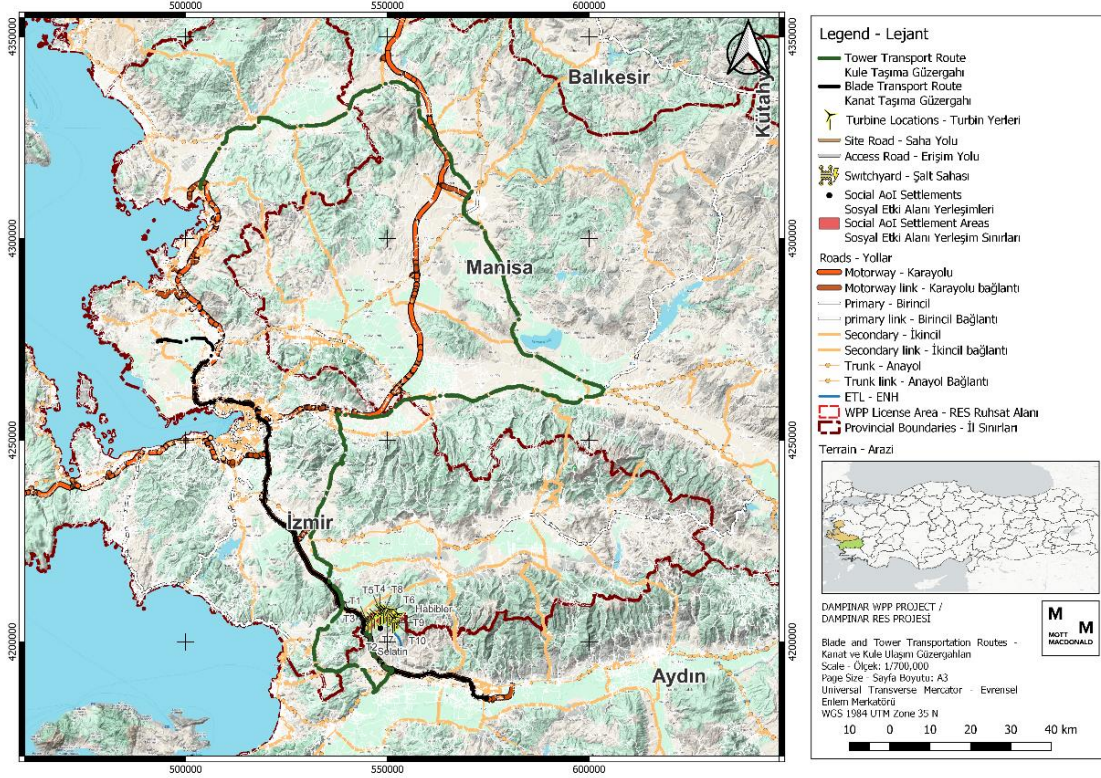 500000
550000
600000
4350000
4300000
4250000
4200000
4350000
4300000
4250000
4200000
500000
550000
600000
Balıkesir
Kütahy
Manisa
İzmir
Aydın
T5 T4 T8
T1
T6
Habibler
T3
T9
T7
T10
T2
Selatin
Legend - Lejant
Tower Transport Route
Kule Taşıma Güzergahı
Blade Transport Route
Kanat Taşıma Güzergahı
Turbine Locations - Turbin Yerleri
Site Road - Saha Yolu
Access Road - Erişim Yolu
Switchyard - Şalt Sahası
Social AoI Settlements
Sosyal Etki Alanı Yerleşimleri
Social AoI Settlement Areas
Sosyal Etki Alanı Yerleşim Sınırları
Roads - Yollar
Motorway - Karayolu
Motorway link - Karayolu bağlantı
Primary - Birincil
primary link - Birincil Bağlantı
Secondary - İkincil
Secondary link - İkincil bağlantı
Trunk - Anayol
Trunk link - Anayol Bağlantı
ETL - ENH
WPP License Area - RES Ruhsat Alanı
Provincial Boundaries - İl Sınırları
Terrain - Arazi
DAMPINAR WPP PROJECT /
DAMPINAR RES PROJESİ
M
M
MOTT
MACDONALD
Blade and Tower Transportation Routes -
Kanat ve Kule Ulaşım Güzergahları
Scale - Ölçek: 1/700,000
Page Size - Sayfa Boyutu: A3
Universal Transverse Mercator - Evrensel
Enlem Merkatörü
WGS 1984 UTM Zone 35 N
10 0 10 20 30 40 km